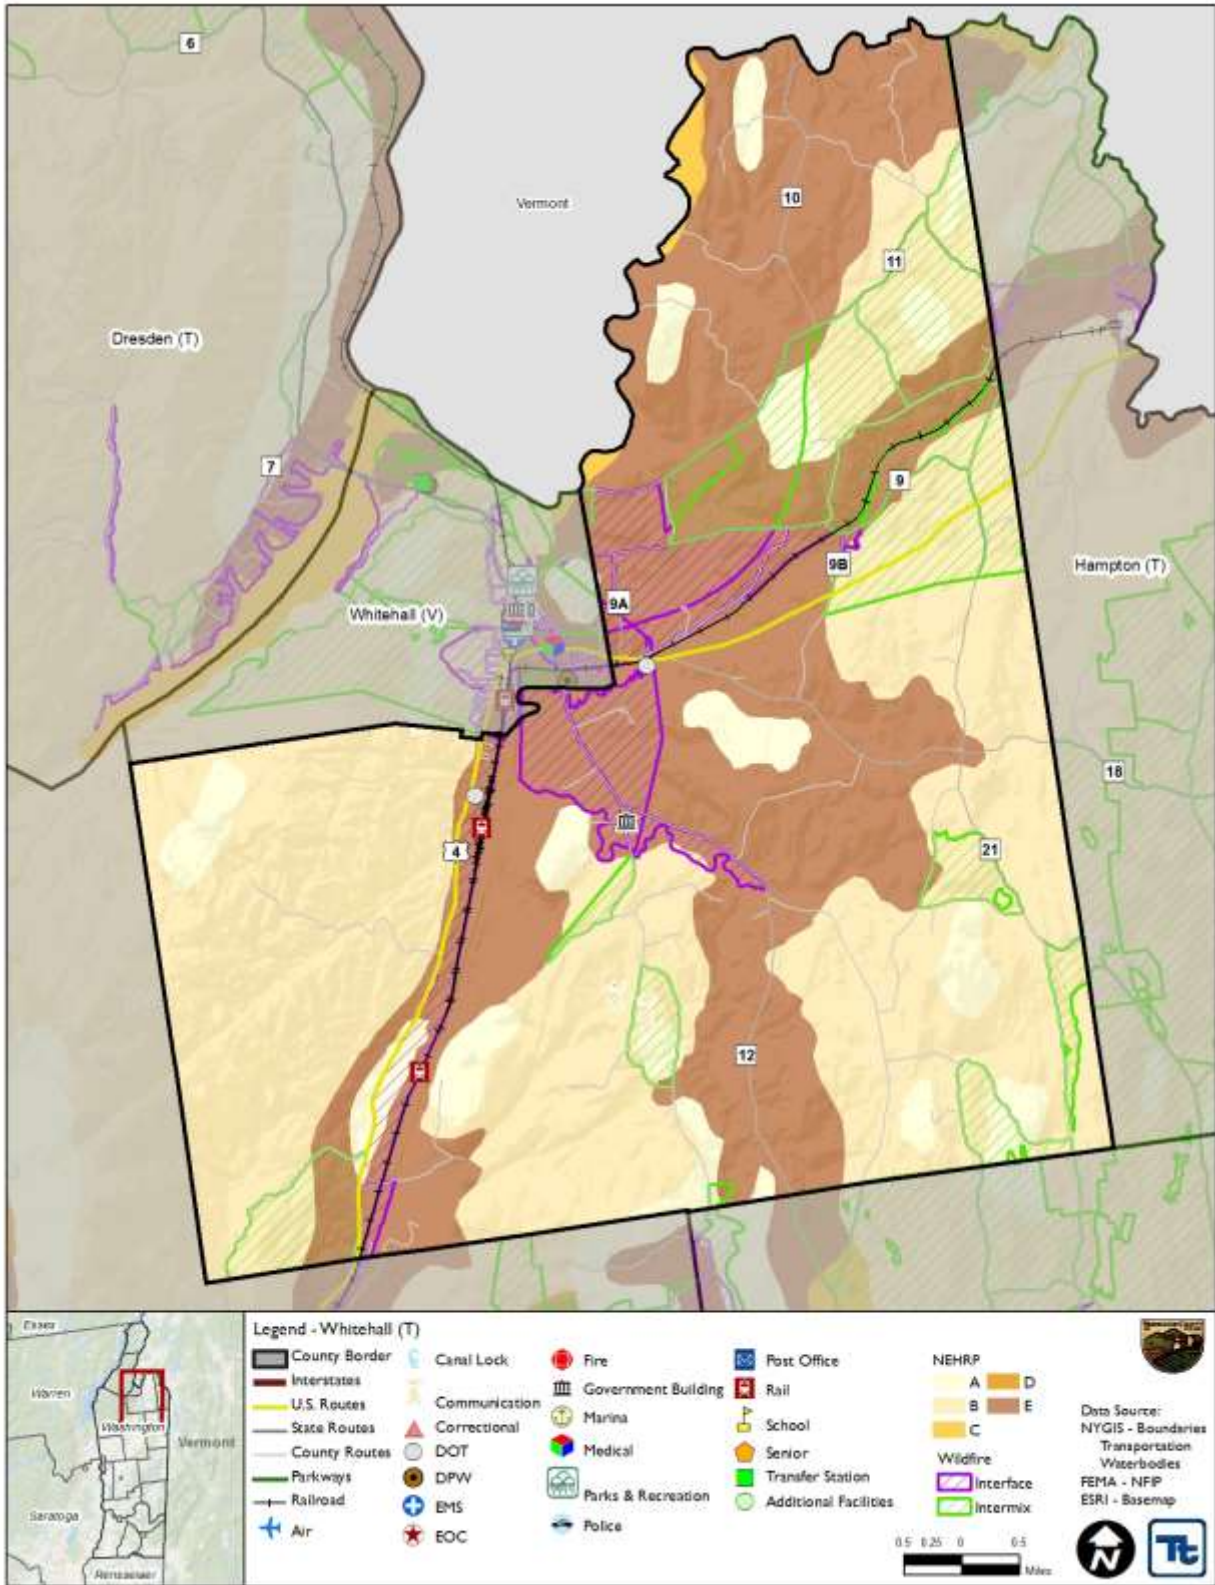 6
Vermont
10
11
Dresden (T)
7
9
9B
Hampton (T)
Whitehall (V)
9A
18
4
21
12
Essex
Warren
Washington
Vermont
Saratoga
Rensselaer
Legend - Whitehall (T)
County Border
Interstates
U.S. Routes
State Routes
County Routes
Parkways
Railroad
Air
Canal Lock
Communication
Correctional
DOT
DPW
EMS
EOC
Fire
Government Building
Marina
Medical
Parks & Recreation
Police
Post Office
Rail
School
Senior
Transfer Station
Additional Facilities
NEHRP
A
B
C
D
E
Wildfire
Interface
Intermix
0.5 0.25 0 0.5
Miles
Data Source:
NYGIS - Boundaries
Transportation
Waterbodies
FEMA - NFIP
ESRI - Basemap
N
Tt